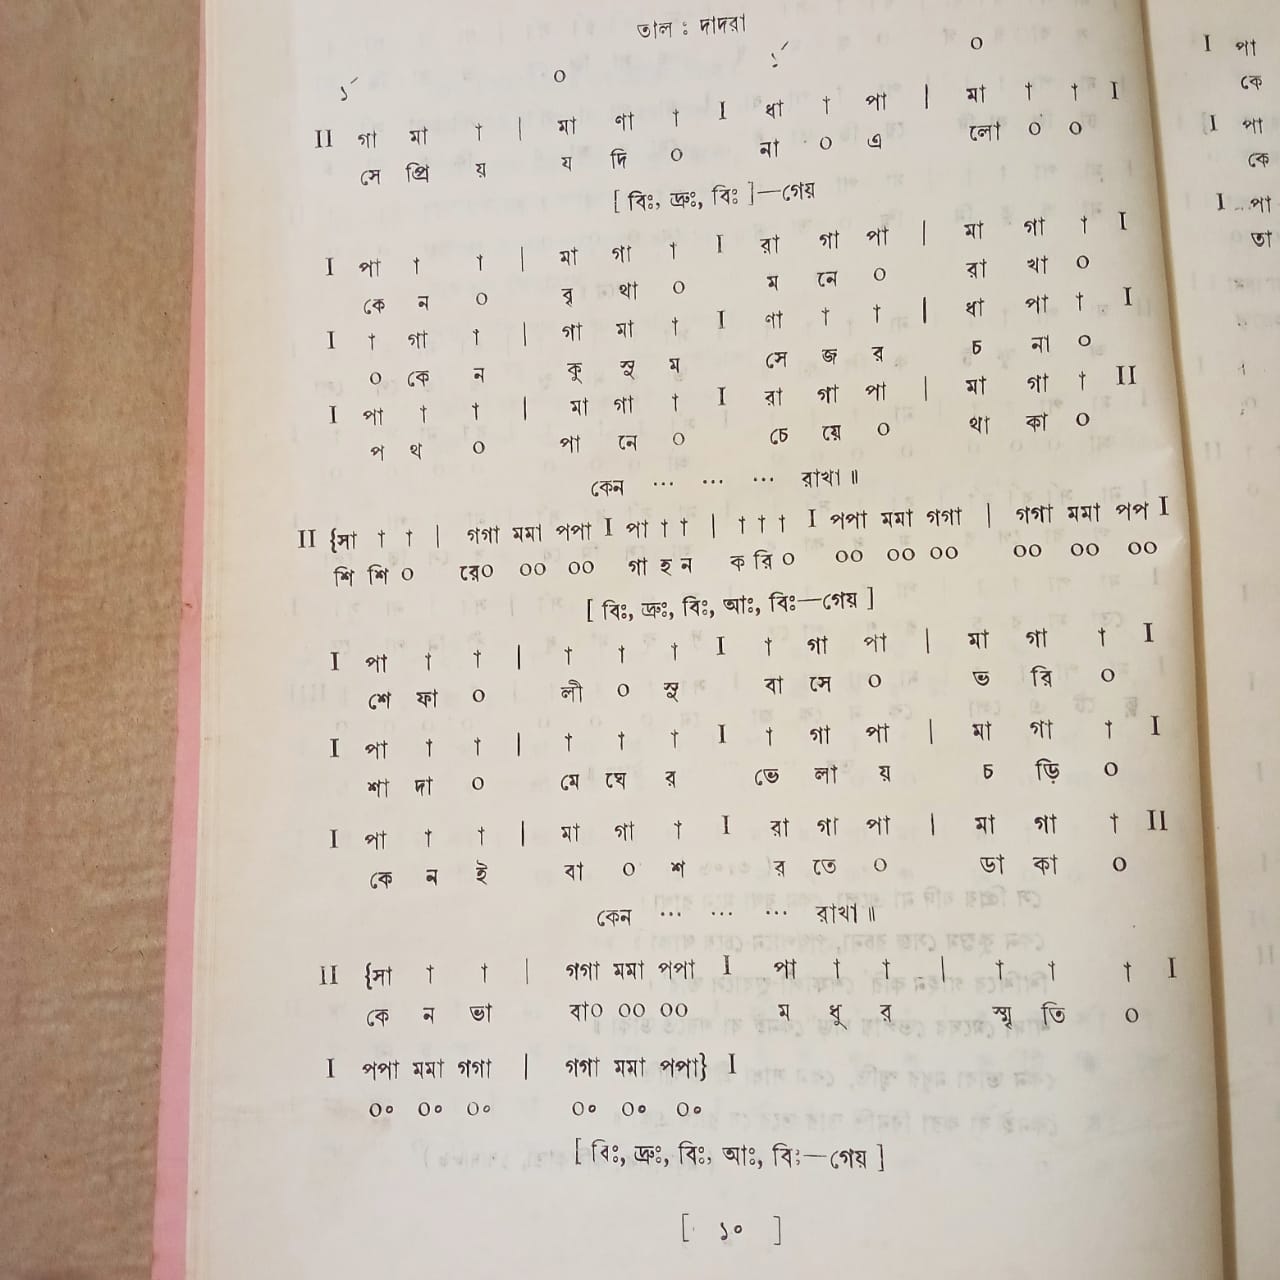 তাল : দাদরা
১´ ০ ১´ ০
II গা মা † | মা ণা † I ধা † পা | মা † † I
সে প্রি য় য দি ০ না ০ এ লো ০ ০
[ বিঃ, দ্রুঃ, বিঃ ]—গেয়
I পা † † | মা গা † I রা গা পা | মা গা † I
কে ন ০ বৃ থা ০ ম নে ০ রা খা ০
I † গা † | গা মা † I ণা † † | ধা পা † I
০ কে ন কু সু ম সে জ র চ না ০
I পা † † | মা গা † I রা গা পা | মা গা † II
প থ ০ পা নে ০ চে য়ে ০ থা কা ০
কেন ... ... ... রাখা ॥
II {সা † † | গগা মমা পপা I পা † † | † † † I পপা মমা গগা | গগা মমা পপ I
শি শি ০ রে০ ০০ ০০ গা হ ন ক রি ০ ০০ ০০ ০০ ০০ ০০ ০০
[ বিঃ, দ্রুঃ, বিঃ, আঃ, বিঃ—গেয় ]
I পা † † | † † † I † গা পা | মা গা † I
শে ফা ০ লী ০ সু বা সে ০ ভ রি ০
I পা † † | † † † I † গা পা | মা গা † I
শা দা ০ মে ঘে র ভে লা য় চ ড়ি ০
I পা † † | মা গা † I রা গা পা | মা গা † II
কে ন ই বা ০ শ র তে ০ ডা কা ০
কেন ... ... ... রাখা ॥
II {সা † † | গগা মমা পপা I পা † † | † † † I
কে ন ভা বা০ ০০ ০০ ম ধু র স্মৃ তি ০
I পপা মমা গগা | গগা মমা পপা} I
০০ ০০ ০০ ০০ ০০ ০০
[ বিঃ, দ্রুঃ, বিঃ, আঃ, বিঃ—গেয় ]
[ ১০ ]
I পা
কে
I পা
কে
I পা
তা